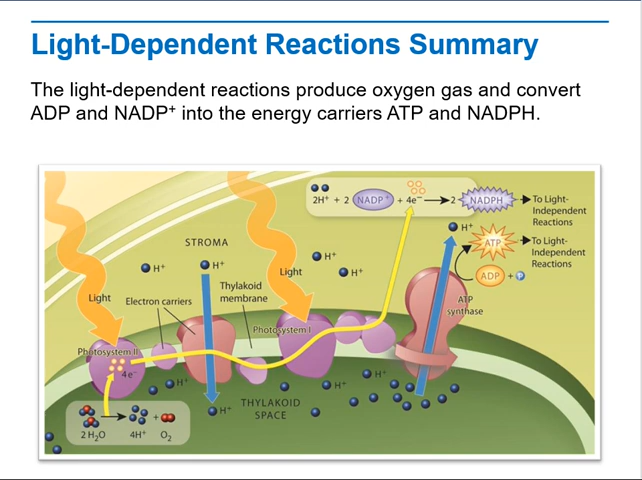 Light-Dependent Reactions Summary
The light-dependent reactions produce oxygen gas and convert
ADP and NADP⁺ into the energy carriers ATP and NADPH.
2H⁺ + 2 NADP⁺ + 4e⁻ → 2 NADPH
To Light-
Independent
Reactions
H⁺
STROMA
ATP
To Light-
Independent
Reactions
H⁺
H⁺
H⁺
H⁺
Light
ADP + P
Thylakoid
membrane
Light
Electron carriers
ATP
synthase
Photosystem I
Photosystem II
4e⁻
H⁺
H⁺
H⁺
H⁺
THYLAKOID
SPACE
2 H₂O → 4H⁺ + O₂